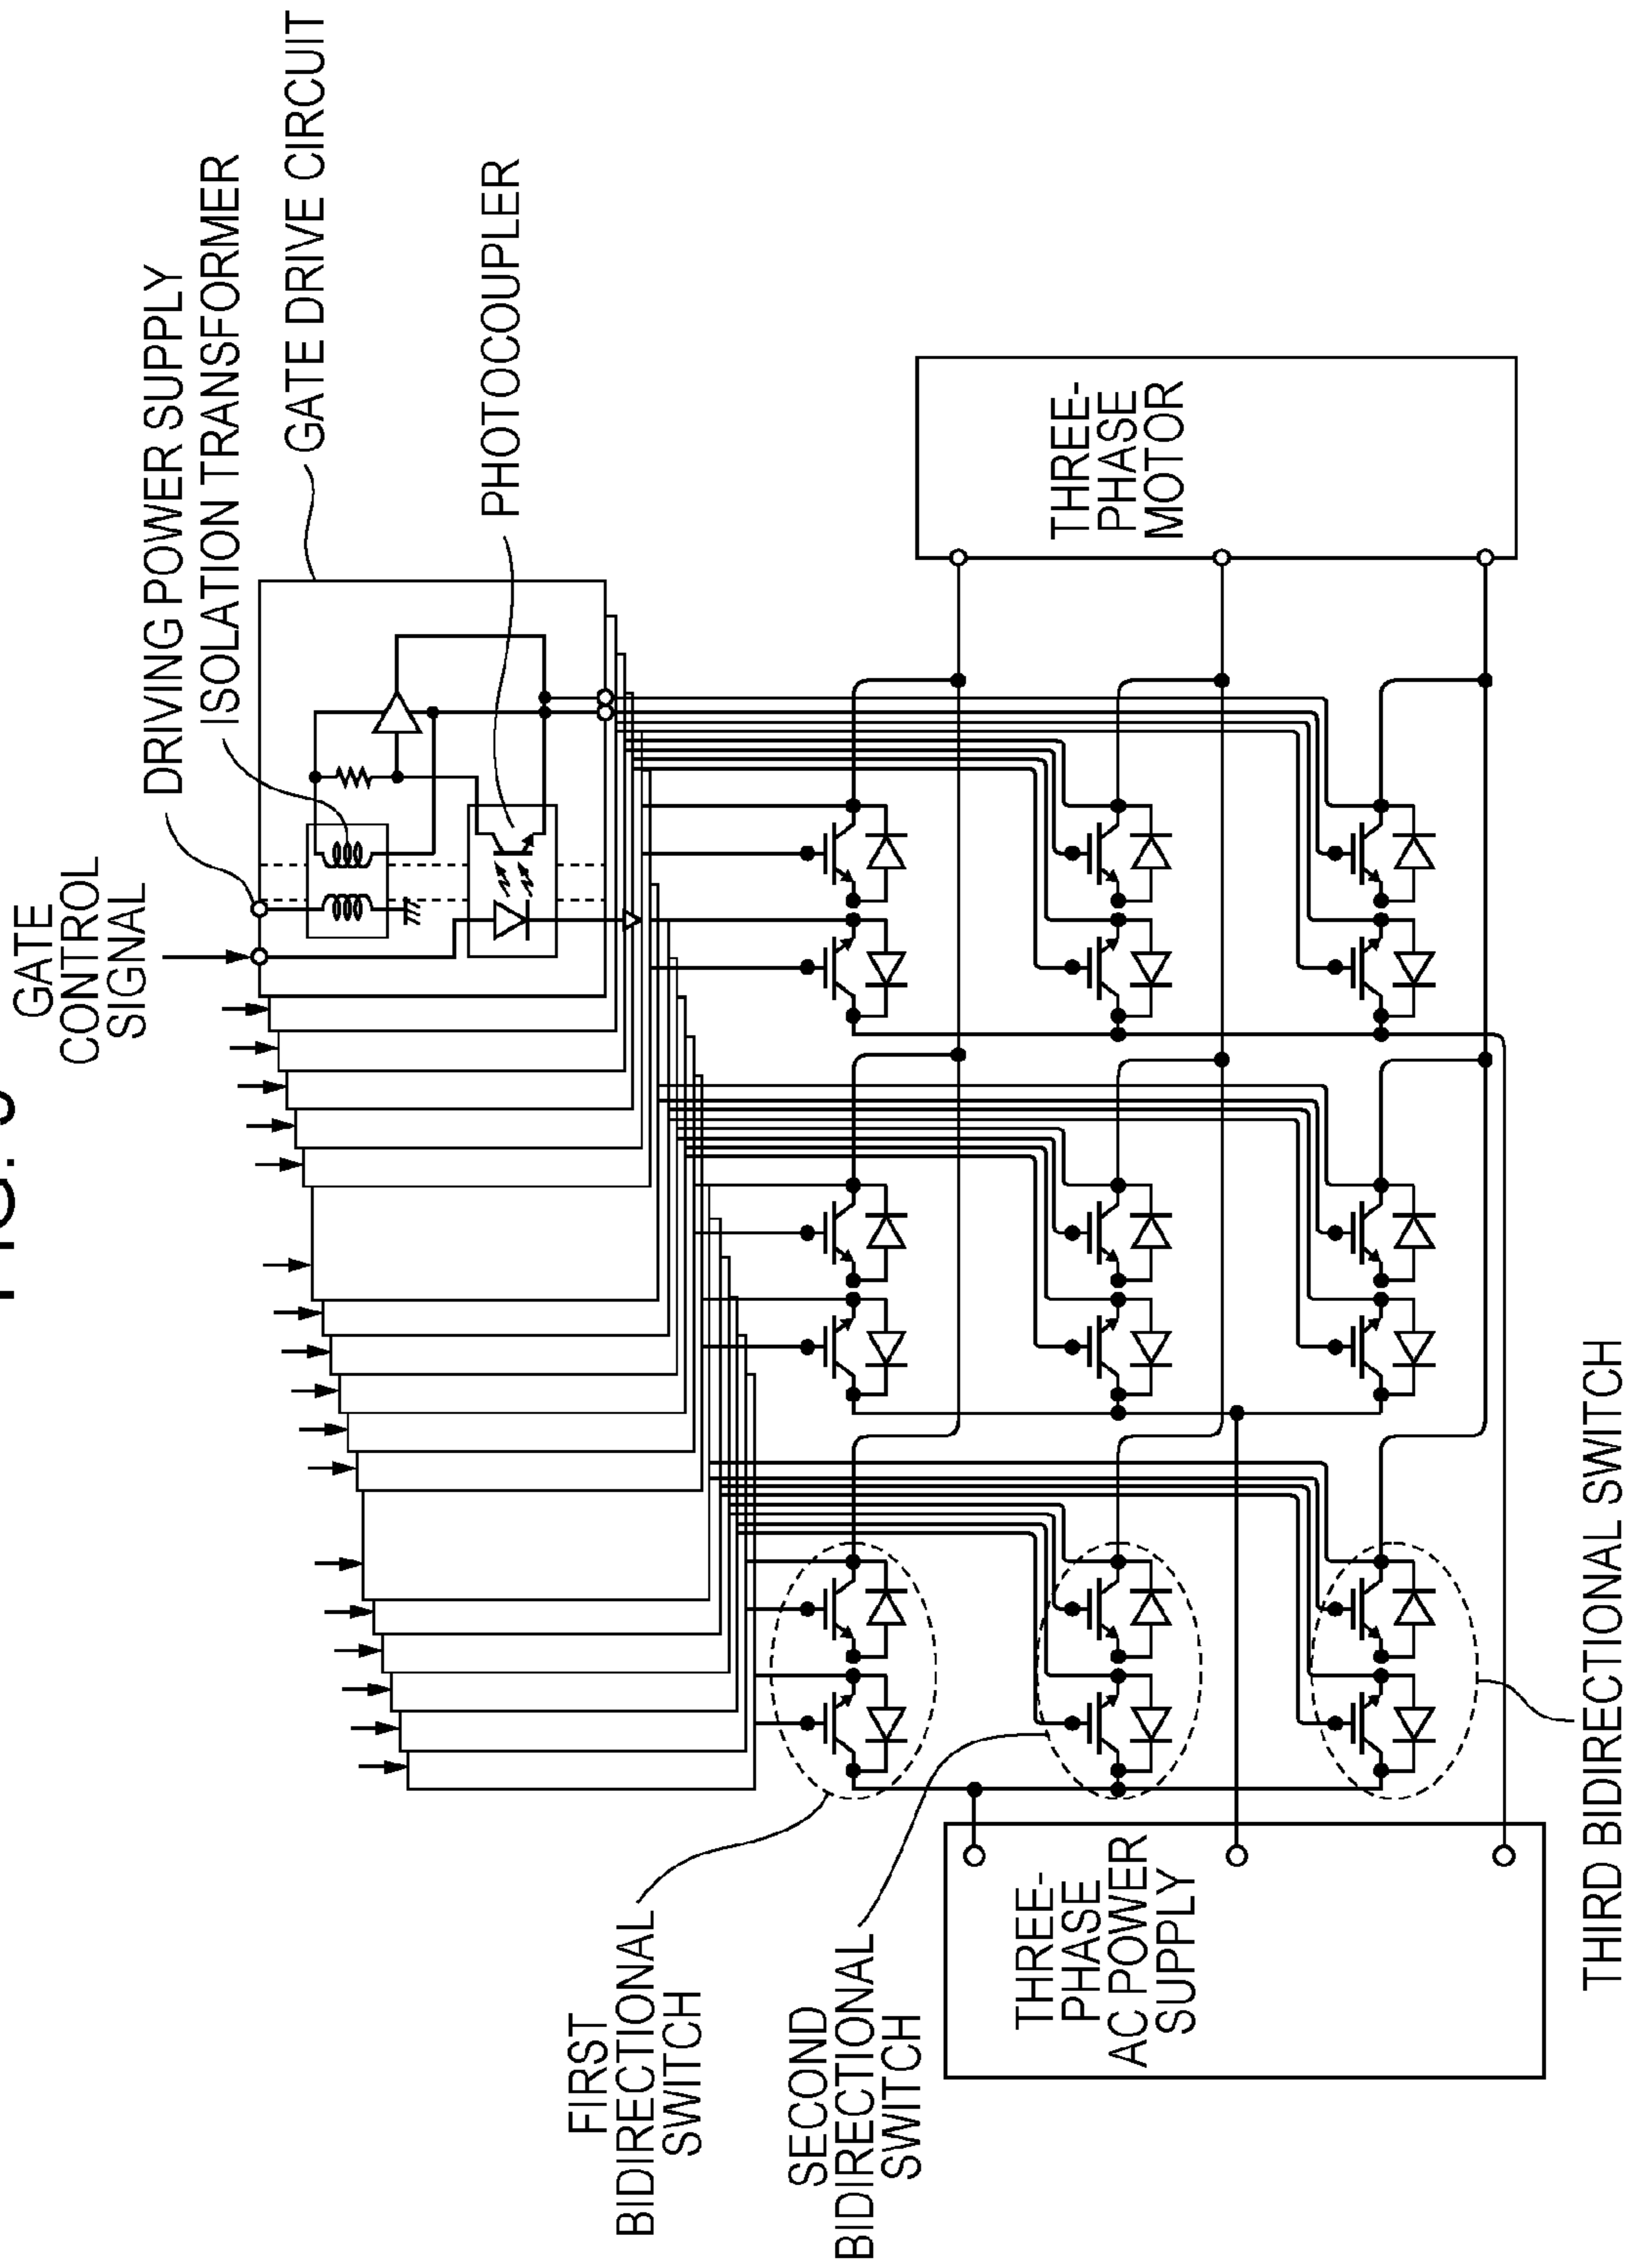 GATE
CONTROL
SIGNAL
DRIVING POWER SUPPLY
ISOLATION TRANSFORMER
GATE DRIVE CIRCUIT
PHOTOCOUPLER
FIRST
BIDIRECTIONAL
SWITCH
SECOND
BIDIRECTIONAL
SWITCH
THREE-
PHASE
AC POWER
SUPPLY
THREE-
PHASE
MOTOR
THIRD BIDIRECTIONAL SWITCH